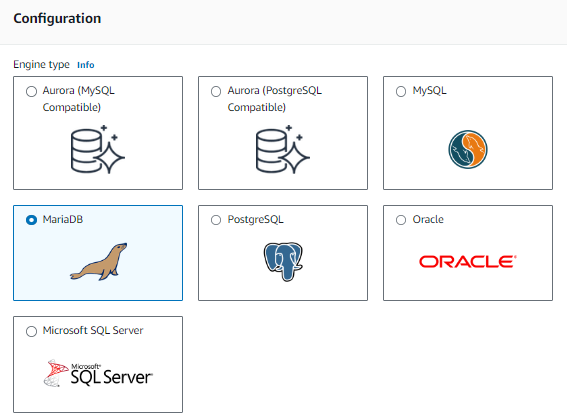 Configuration
Engine type Info
Aurora (MySQL
Compatible)
Aurora (PostgreSQL
Compatible)
MySQL
MariaDB
PostgreSQL
Oracle
ORACLE®
Microsoft SQL Server
Microsoft®
SQL Server®